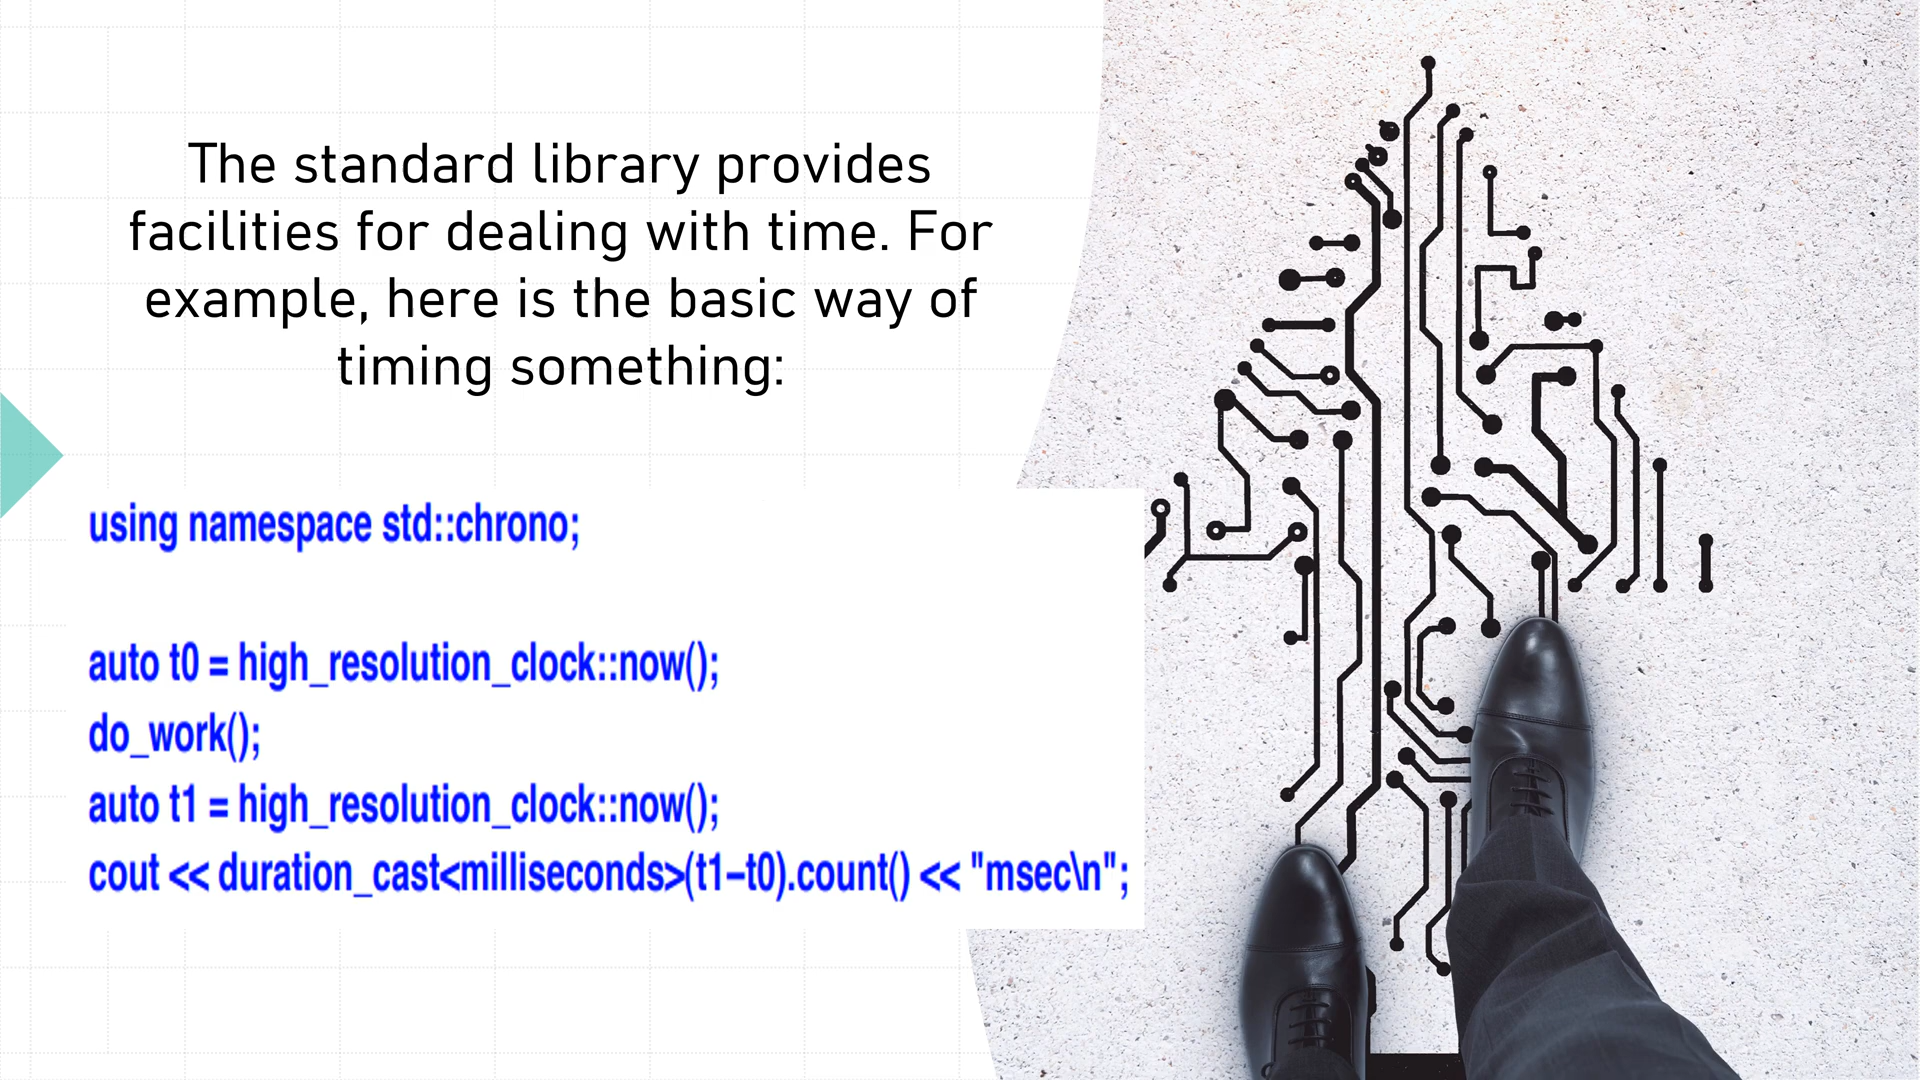 The standard library provides
facilities for dealing with time. For
example, here is the basic way of
timing something:
using namespace std::chrono;
auto t0 = high_resolution_clock::now();
do_work();
auto t1 = high_resolution_clock::now();
cout << duration_cast<milliseconds>(t1–t0).count() << "msec\n";